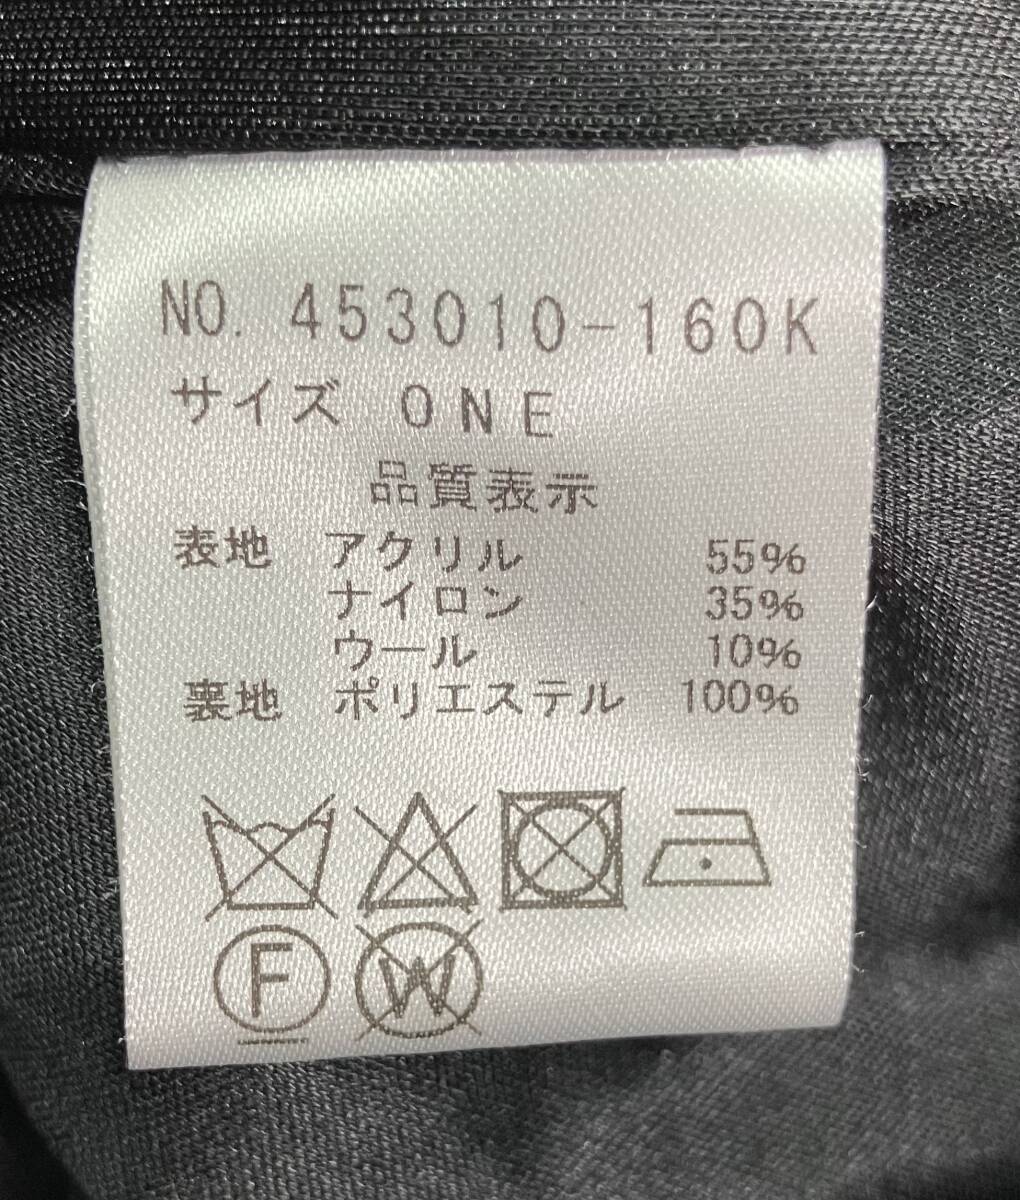 NO. 453010-160K
サイズ ONE
品質表示
表地 アクリル 55%
ナイロン 35%
ウール 10%
裏地 ポリエステル 100%
F W